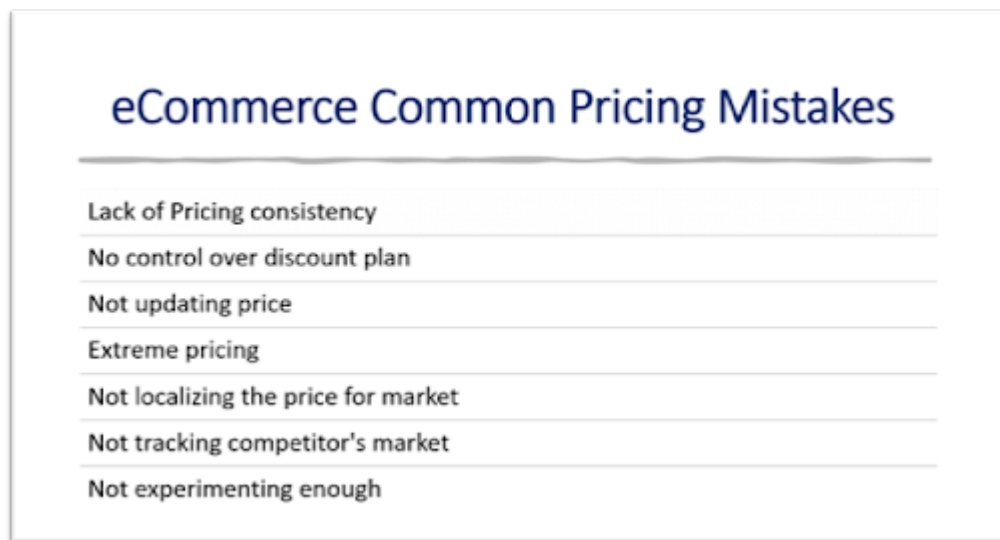 eCommerce Common Pricing Mistakes
Lack of Pricing consistency
No control over discount plan
Not updating price
Extreme pricing
Not localizing the price for market
Not tracking competitor's market
Not experimenting enough